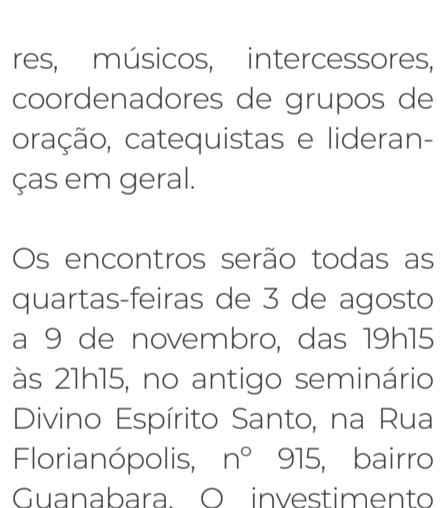 res, músicos, intercessores,
coordenadores de grupos de
oração, catequistas e lideran-
ças em geral.
Os encontros serão todas as
quartas-feiras de 3 de agosto
a 9 de novembro, das 19h15
às 21h15, no antigo seminário
Divino Espírito Santo, na Rua
Florianópolis, nº 915, bairro
Guanabara. O investimento